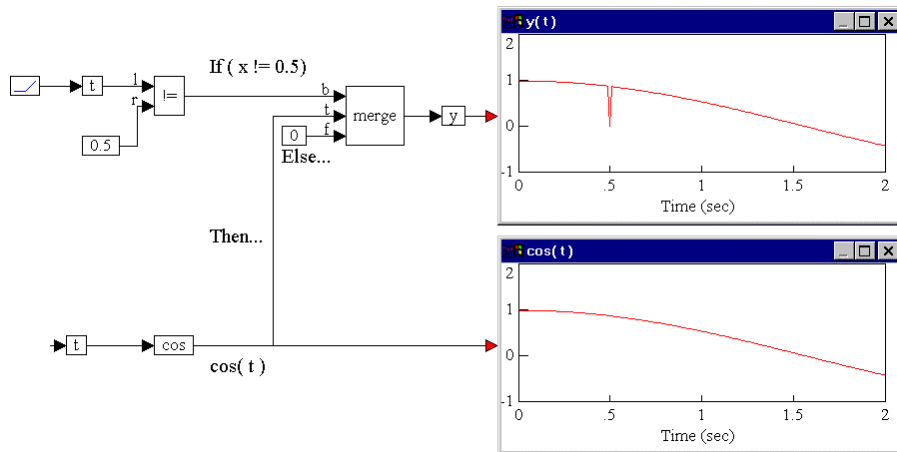 If ( x != 0.5)
t
l
r
!=
0.5
b
t
f
merge
0
Else...
y
Then...
t
cos
cos( t )
y(t)
2
1
0
-1
0
.5
1
1.5
2
Time (sec)
cos(t)
2
1
0
-1
0
.5
1
1.5
2
Time (sec)